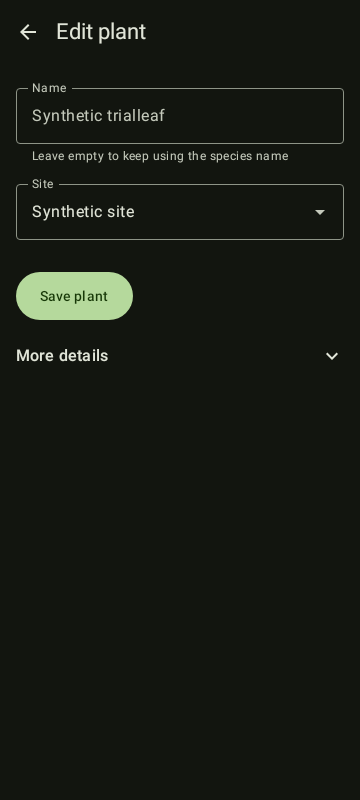 Edit plant
Name
Synthetic trialleaf
Leave empty to keep using the species name
Site
Synthetic site
Save plant
More details